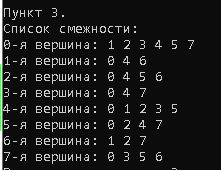 Пункт 3.
Список смежности:
0-я вершина: 1 2 3 4 5 7
1-я вершина: 0 4 6
2-я вершина: 0 4 5 6
3-я вершина: 0 4 7
4-я вершина: 0 1 2 3 5
5-я вершина: 0 2 4 7
6-я вершина: 1 2 7
7-я вершина: 0 3 5 6